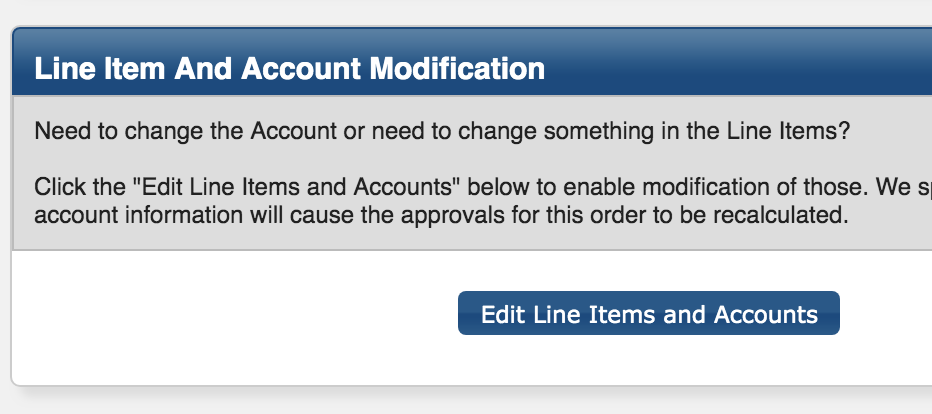 Line Item And Account Modification
Need to change the Account or need to change something in the Line Items?
Click the "Edit Line Items and Accounts" below to enable modification of those. We
account information will cause the approvals for this order to be recalculated.
Edit Line Items and Accounts